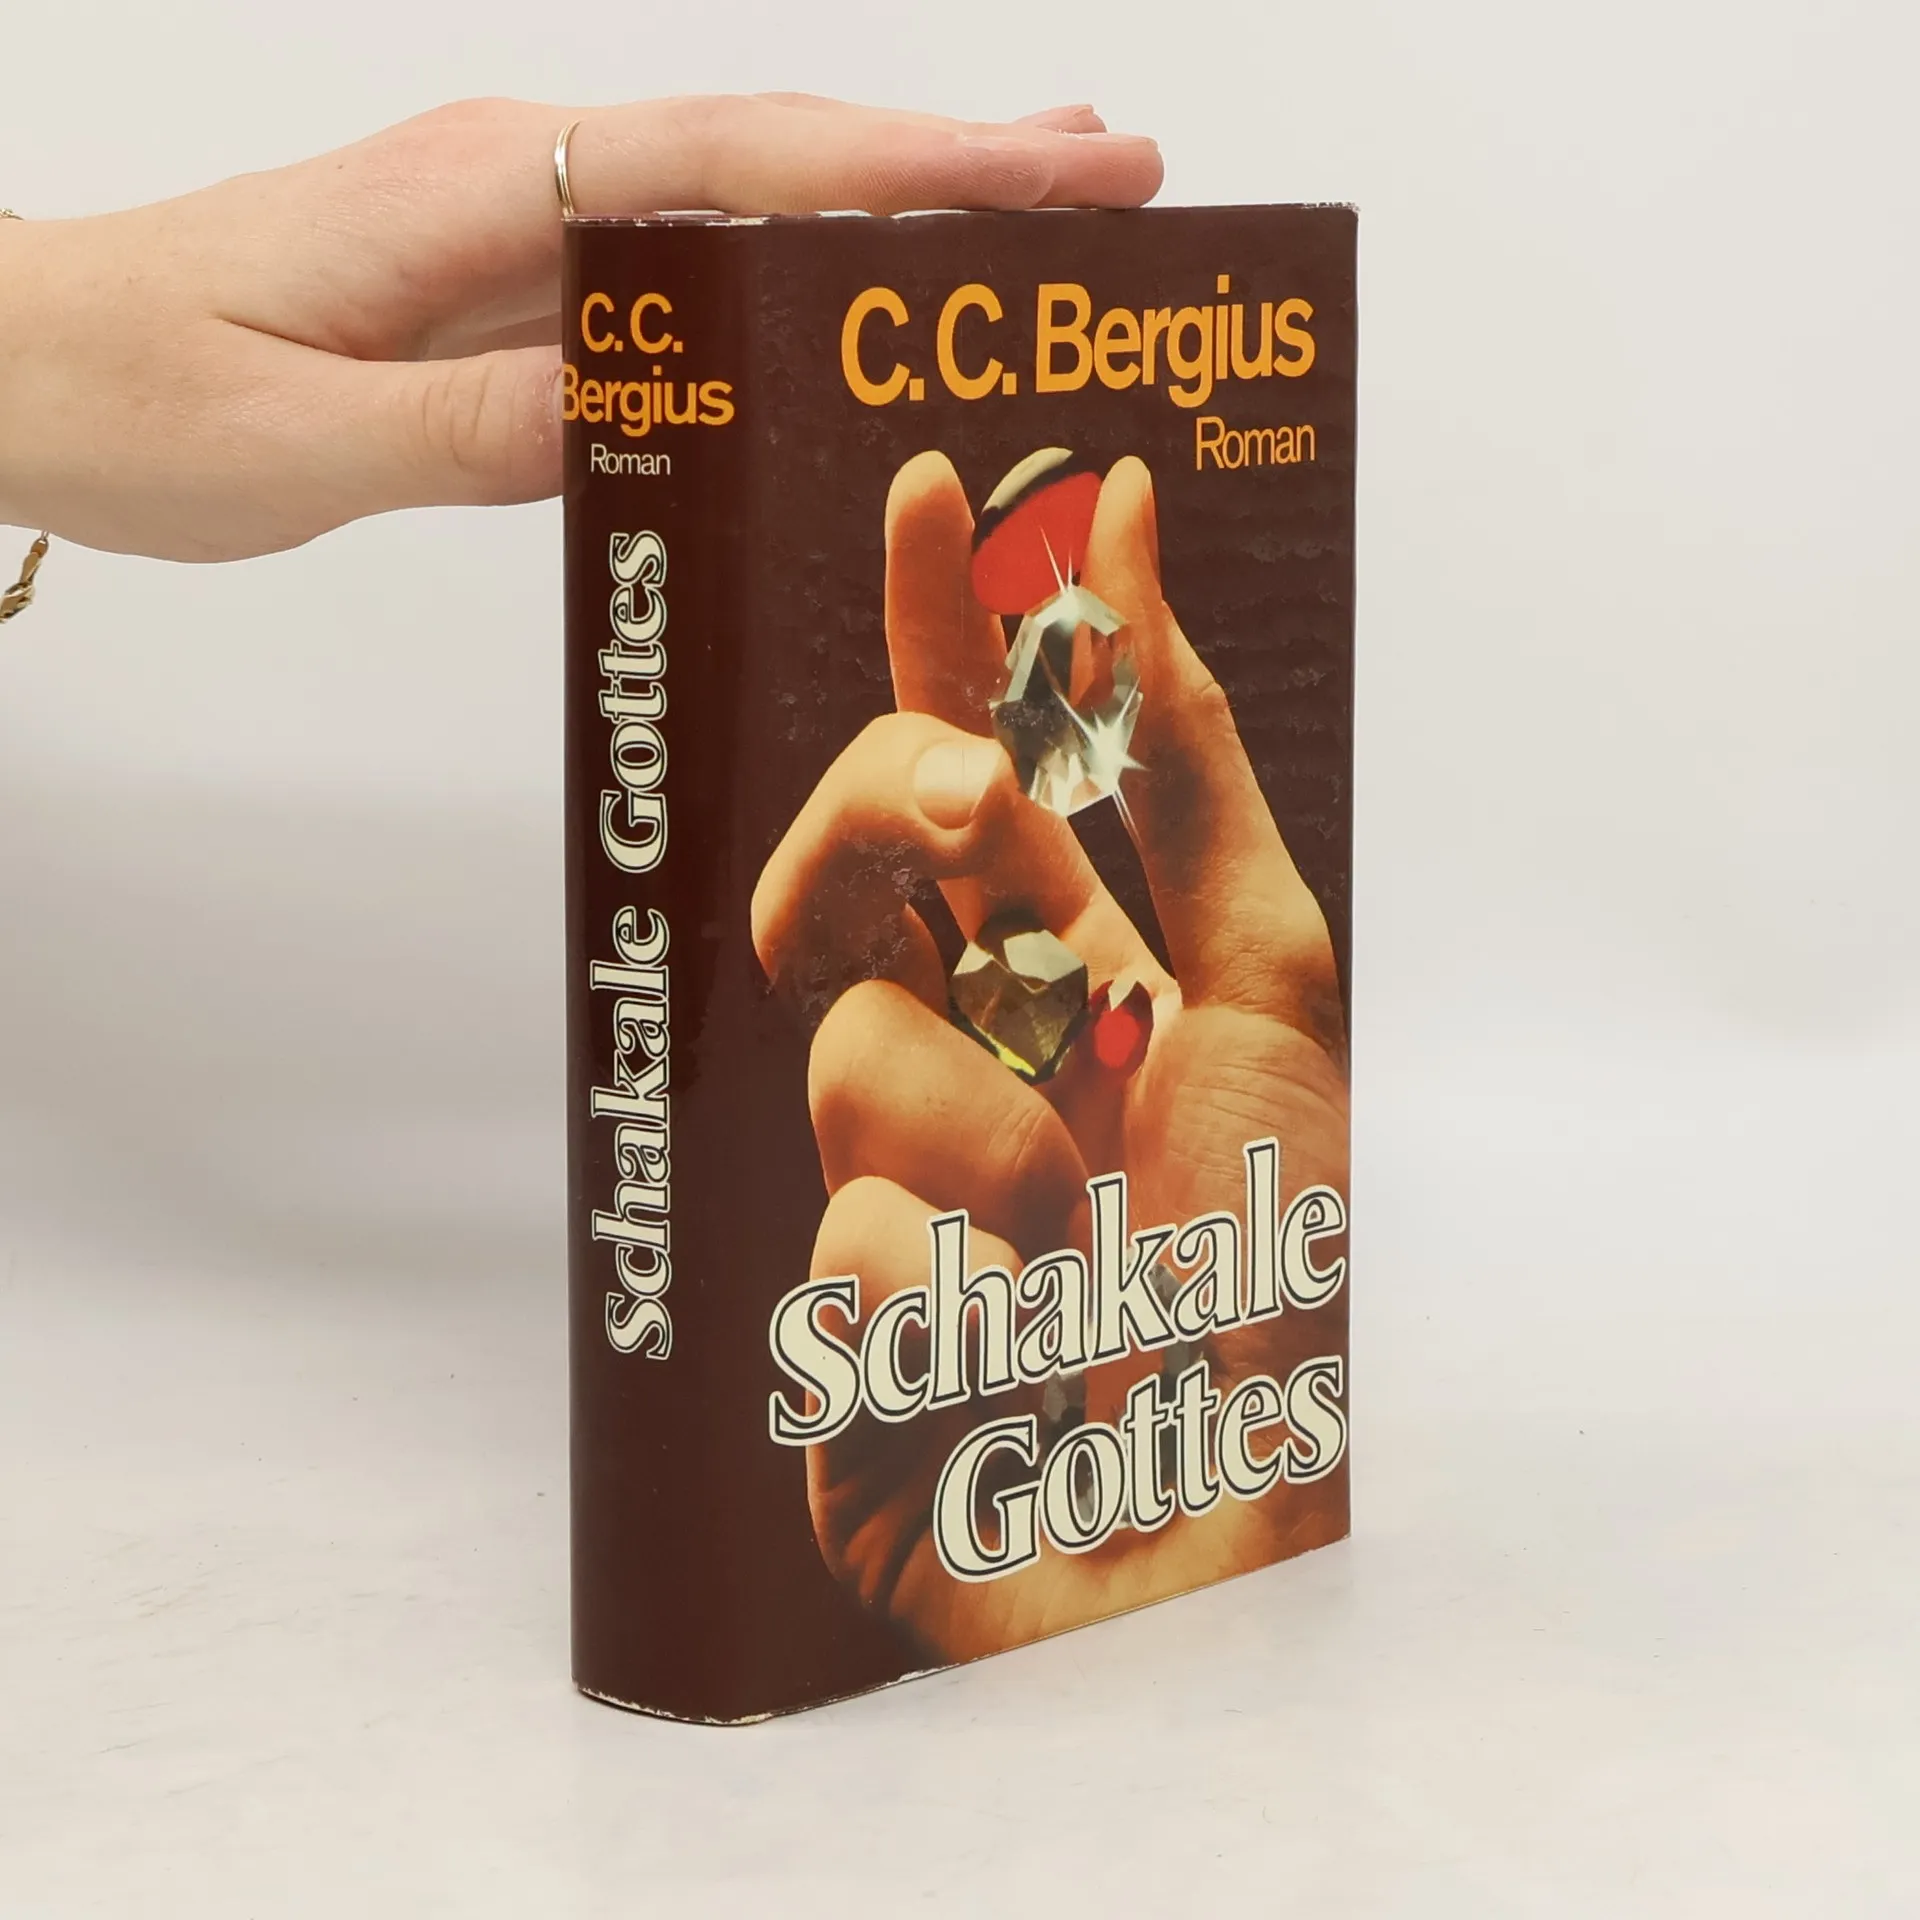 C. C.
Bergius
Roman
Schakale Gottes
C. C. Bergius
Roman
Schakale
Gottes